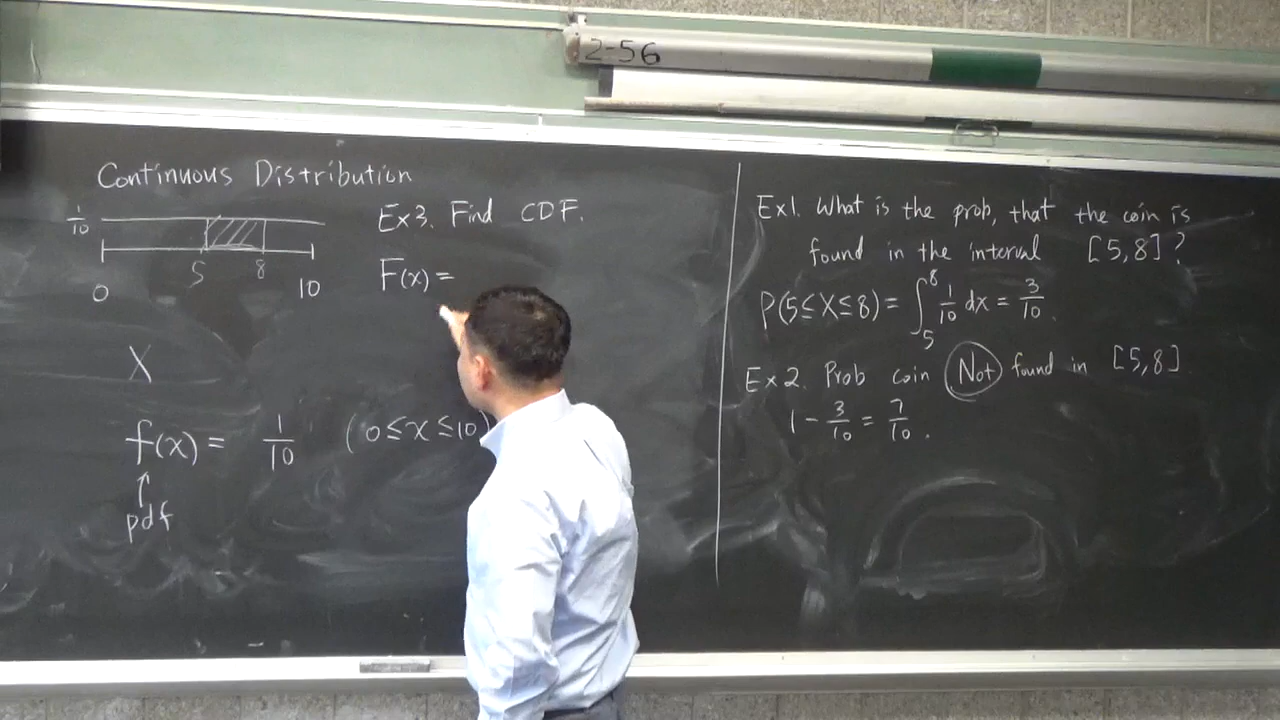 2-56
Continuous Distribution
1/10
5 8
0 10
X
f(x) = 1/10 (0≤x≤10)
↑
pdf
Ex3. Find CDF.
F(x) =
Ex1. What is the prob, that the coin is
found in the interval [5,8]?
P(5≤X≤8) = ∫₅⁸ 1/10 dx = 3/10.
Ex2. Prob coin Not found in [5,8]
1 - 3/10 = 7/10.